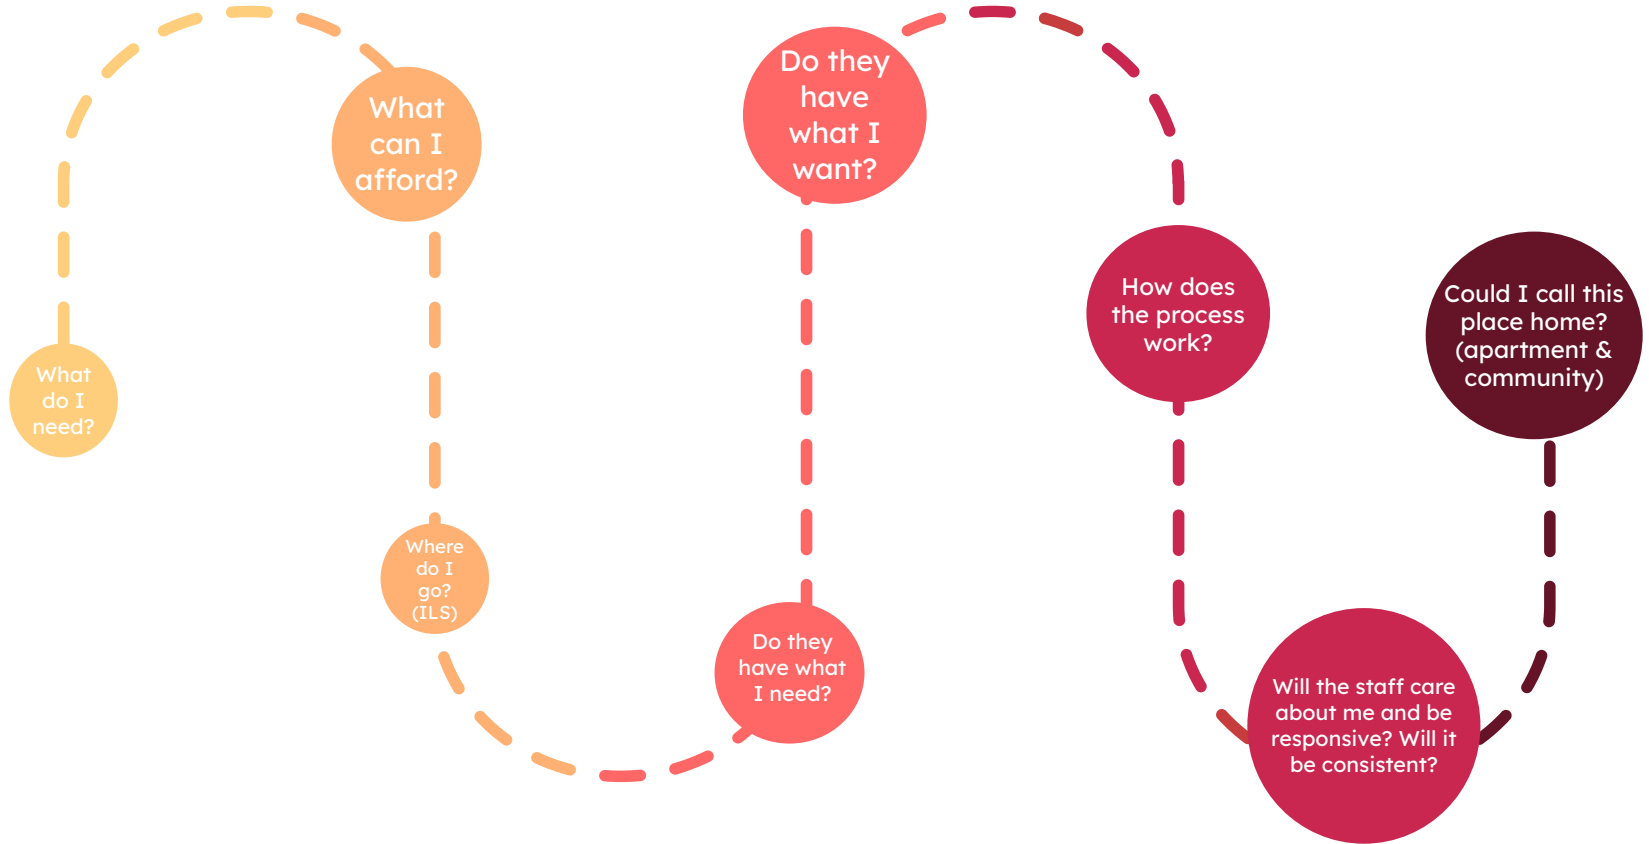 What
do I
need?
What
can I
afford?
Where
do I
go?
(ILS)
Do they
have what
I need?
Do they
have
what I
want?
How does
the process
work?
Will the staff care
about me and be
responsive? Will it
be consistent?
Could I call this
place home?
(apartment &
community)